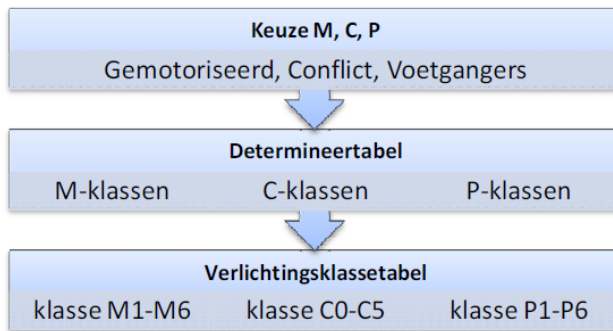 Keuze M, C, P
Gemotoriseerd, Conflict, Voetgangers
Determineertabel
M-klassen C-klassen P-klassen
Verlichtingsklassetabel
klasse M1-M6 klasse C0-C5 klasse P1-P6